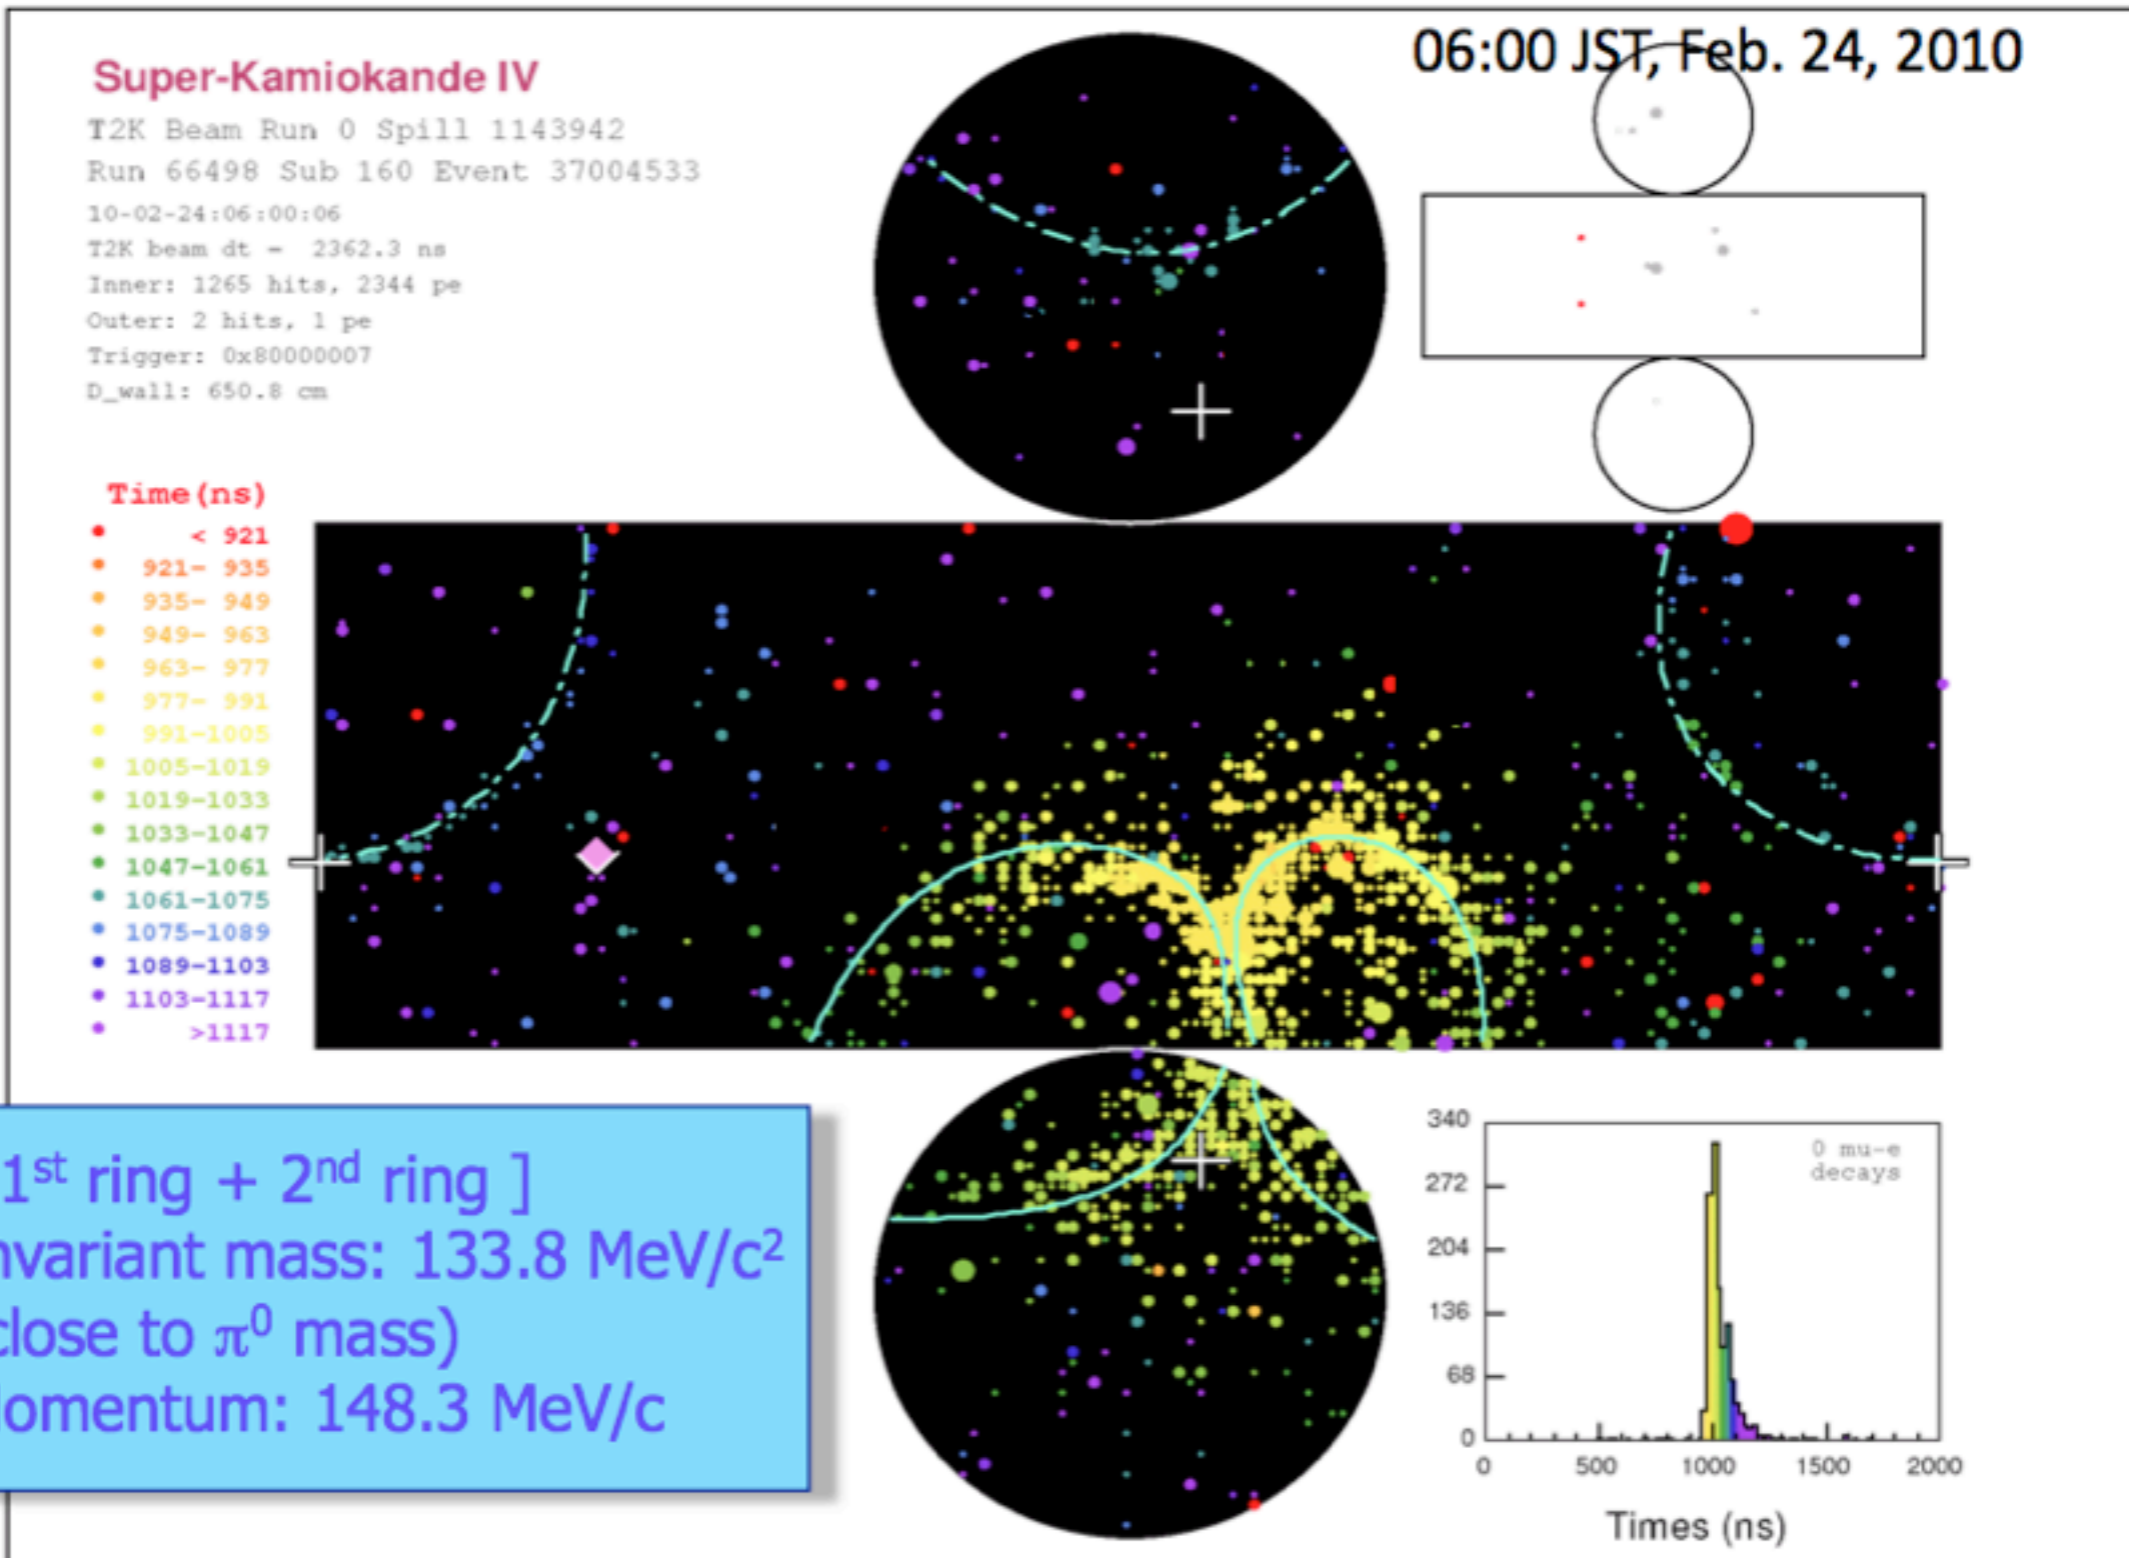 06:00 JST, Feb. 24, 2010
Super-Kamiokande IV
T2K Beam Run 0 Spill 1143942
Run 66498 Sub 160 Event 37004533
10-02-24:06:00:06
T2K beam dt = 2362.3 ns
Inner: 1265 hits, 2344 pe
Outer: 2 hits, 1 pe
Trigger: 0x80000007
D_wall: 650.8 cm
Time(ns)
< 921
921- 935
935- 949
949- 963
963- 977
977- 991
991-1005
1005-1019
1019-1033
1033-1047
1047-1061
1061-1075
1075-1089
1089-1103
1103-1117
>1117
1st ring + 2nd ring ]
nvariant mass: 133.8 MeV/c2
close to π0 mass)
omentum: 148.3 MeV/c
0 mu-e
decays
340
272
204
136
68
0
0 500 1000 1500 2000
Times (ns)